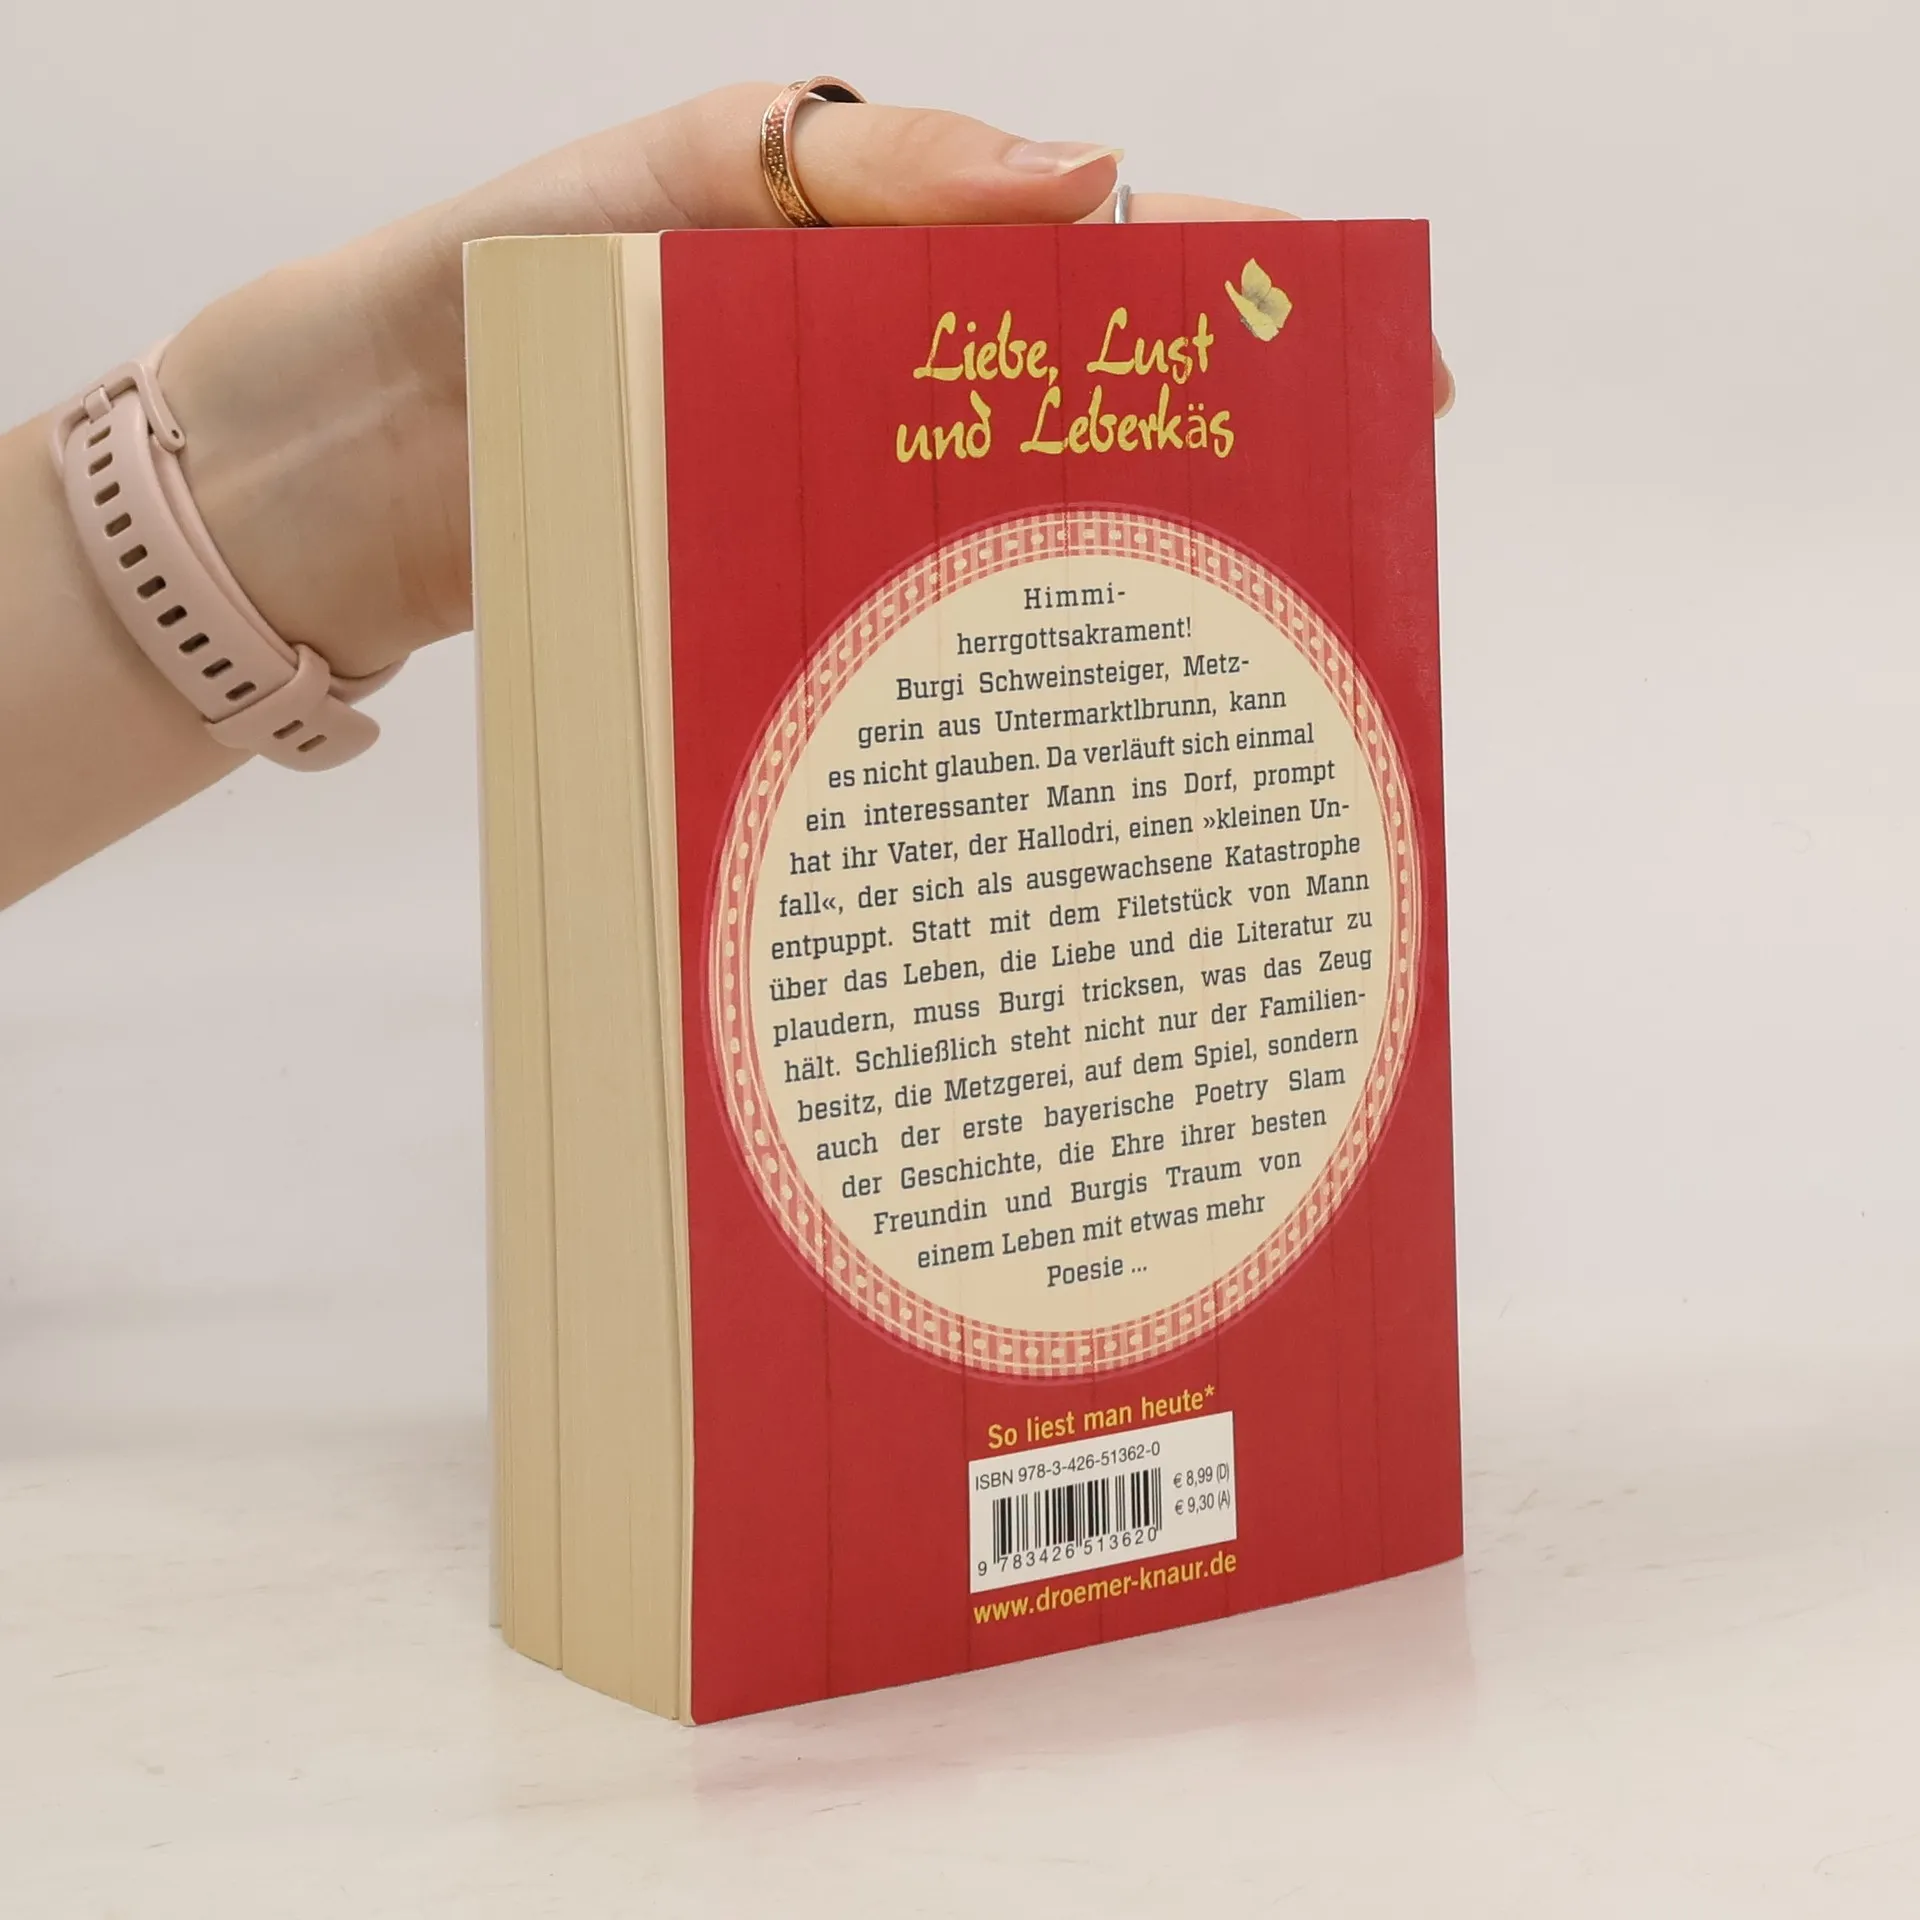 Liebe, Lust
und Leberkäs
Himmi-
herrgottsakrament!
Burgi Schweinsteiger, Metz-
gerin aus Untermarktlbrunn, kann
es nicht glauben. Da verläuft sich einmal
ein interessanter Mann ins Dorf, prompt
hat ihr Vater, der Hallodri, einen »kleinen Un-
fall«, der sich als ausgewachsene Katastrophe
entpuppt. Statt mit dem Filetstück von Mann
über das Leben, die Liebe und die Literatur zu
plaudern, muss Burgi tricksen, was das Zeug
hält. Schließlich steht nicht nur der Familien-
besitz, die Metzgerei, auf dem Spiel, sondern
auch der erste bayerische Poetry Slam
der Geschichte, die Ehre ihrer besten
Freundin und Burgis Traum von
einem Leben mit etwas mehr
Poesie ...
So liest man heute*
ISBN 978-3-426-51362-0
€ 8,99 (D)
€ 9,30 (A)
9 783426 513620
www.droemer-knaur.de